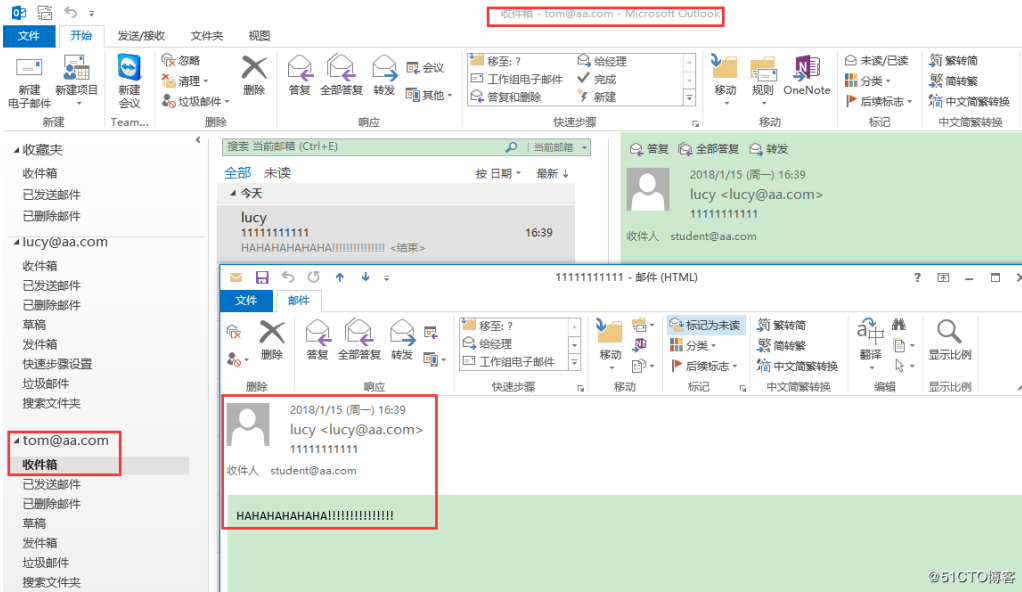 收件箱 - tom@aa.com - Microsoft Outlook
文件 开始 发送/接收 文件夹 视图
新建 电子邮件
新建项目
新建 会议
忽略
清理
垃圾邮件
删除
答复
全部答复
转发
会议
其他
移至: ?
工作组电子邮件
答复和删除
给经理
完成
新建
移动
规则
OneNote
未读/已读
分类
后续标志
繁转简
简转繁
中文简繁转换
新建 Team... 删除 响应 快速步骤 移动 标记 中文简繁转换
收藏夹
收件箱
已发送邮件
已删除邮件
lucy@aa.com
收件箱
已发送邮件
已删除邮件
草稿
发件箱
快速步骤设置
垃圾邮件
搜索文件夹
tom@aa.com
收件箱
已发送邮件
已删除邮件
草稿
发件箱
垃圾邮件
搜索文件夹
搜索 当前邮箱 (Ctrl+E) 当前邮箱
全部 未读 按 日期 最新 ↓
今天
lucy
11111111111 16:39
HAHAHAHAHAHA!!!!!!!!!!!!!!! <结束>
答复 全部答复 转发
2018/1/15 (周一) 16:39
lucy <lucy@aa.com>
11111111111
收件人 student@aa.com
11111111111 - 邮件 (HTML) ?
文件 邮件
删除
答复
全部答复
转发
移至: ?
给经理
工作组电子邮件
移动
标记为未读
分类
后续标志
繁转简
简转繁
中文简繁转换
翻译
显示比例
删除 响应 快速步骤 移动 标记 中文简繁转换 编辑 显示比例
2018/1/15 (周一) 16:39
lucy <lucy@aa.com>
11111111111
收件人 student@aa.com
HAHAHAHAHAHA!!!!!!!!!!!!!!!
@51CTO博客